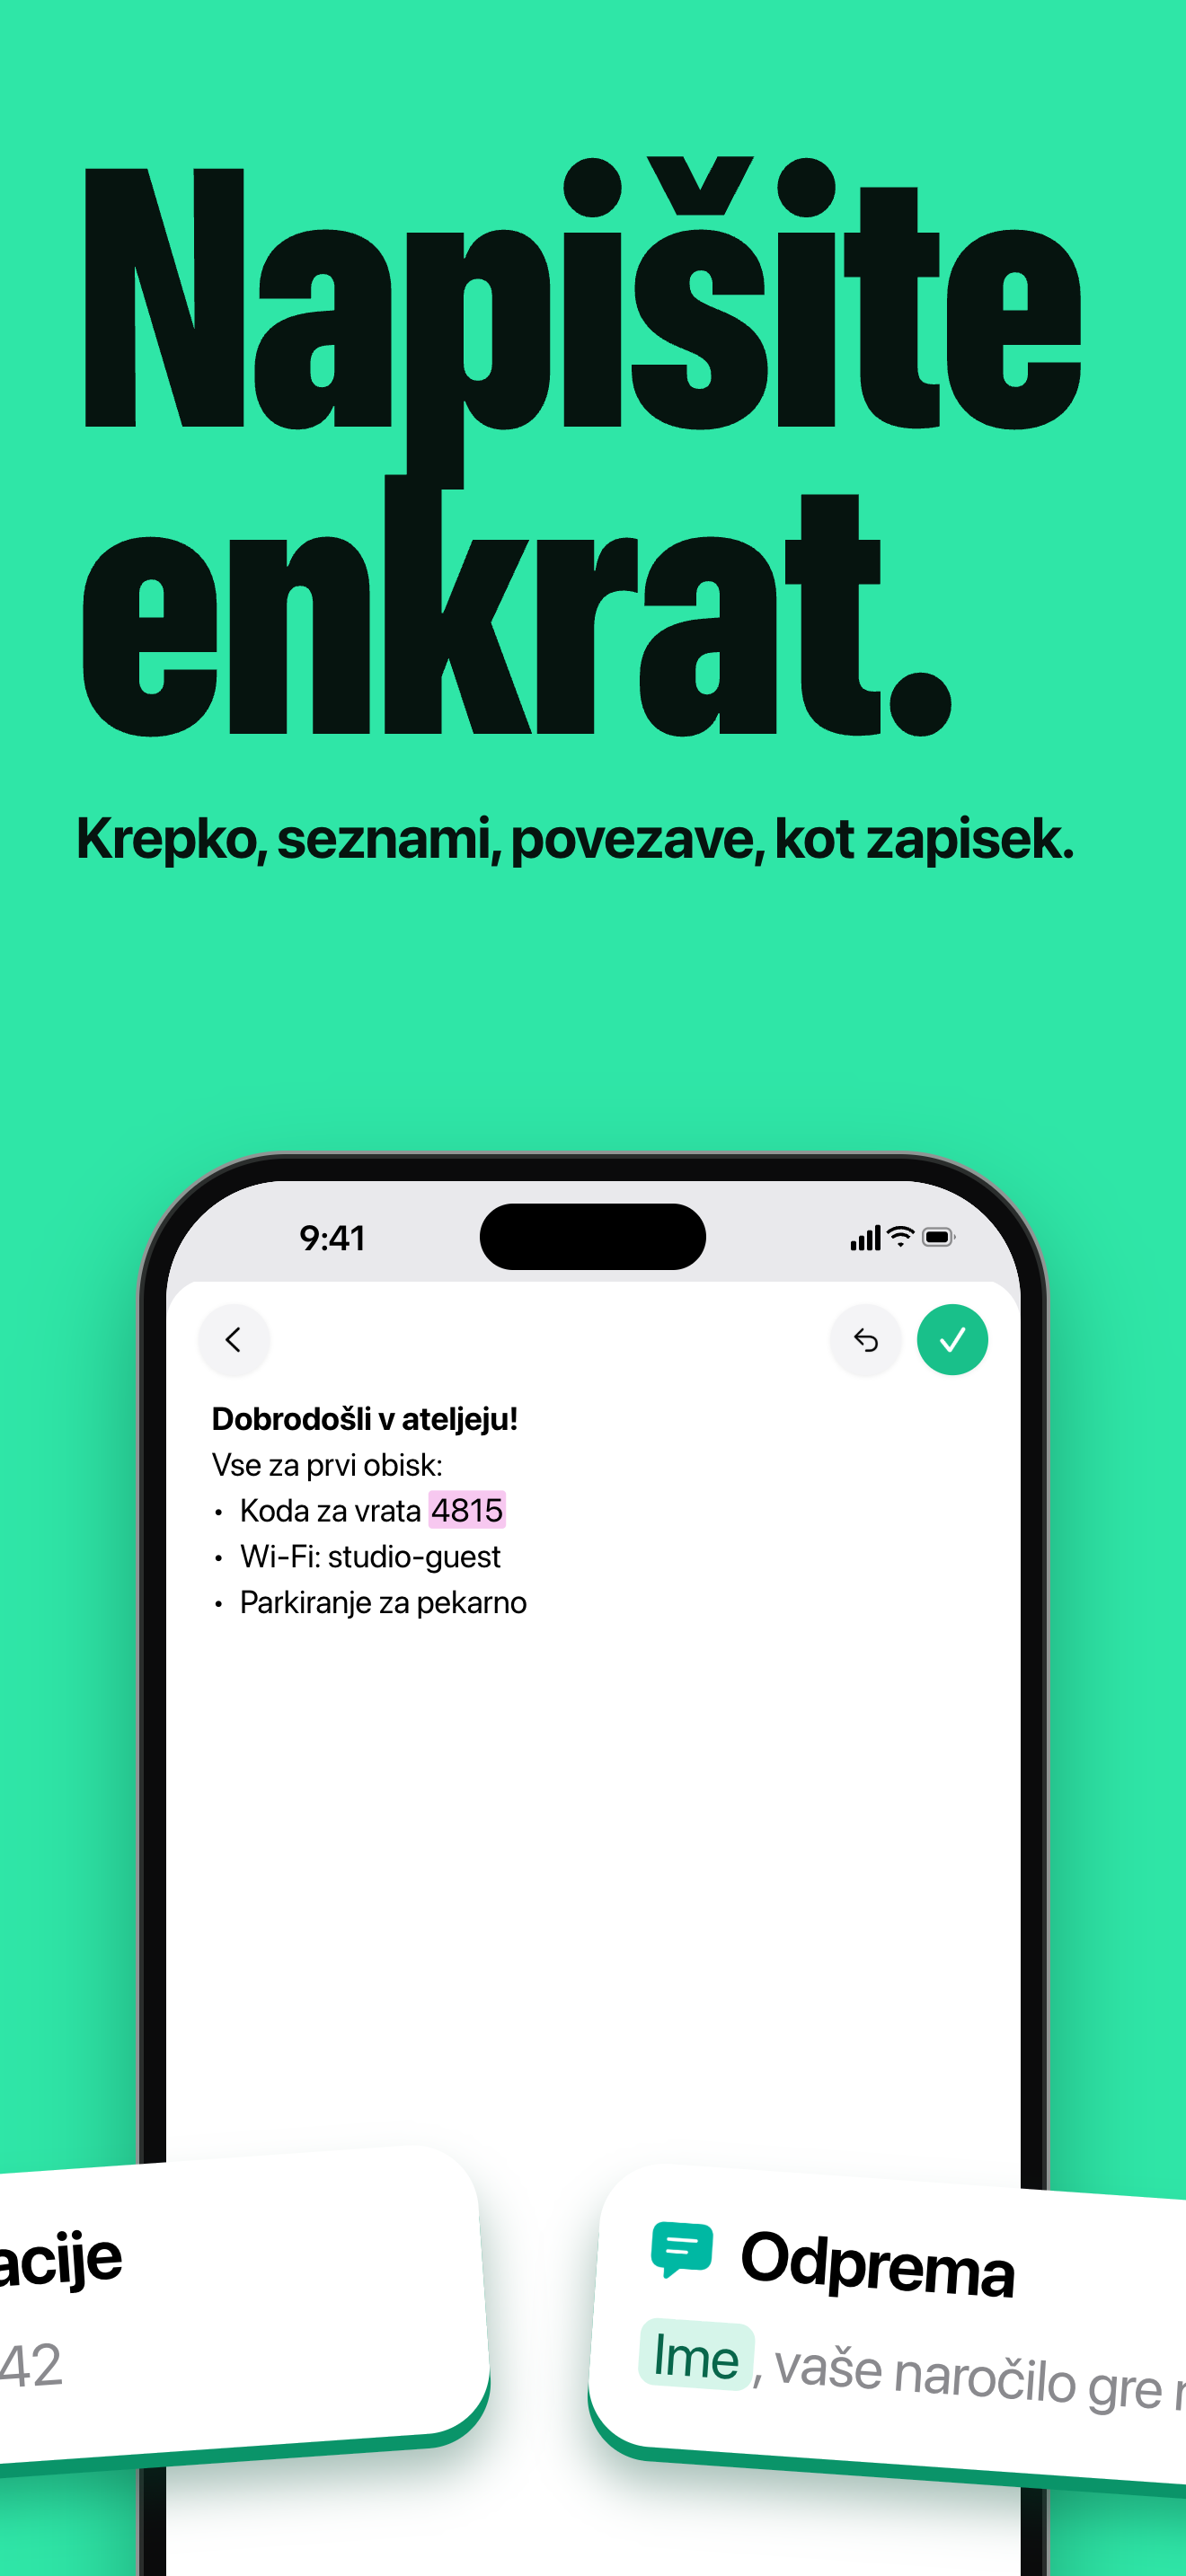 Napišite
enkrat.
Krepko, seznami, povezave, kot zapisek.
9:41
Dobrodošli v ateljeju!
Vse za prvi obisk:
• Koda za vrata 4815
• Wi-Fi: studio-guest
• Parkiranje za pekarno
acije
42
Odprema
Ime, vaše naročilo gre